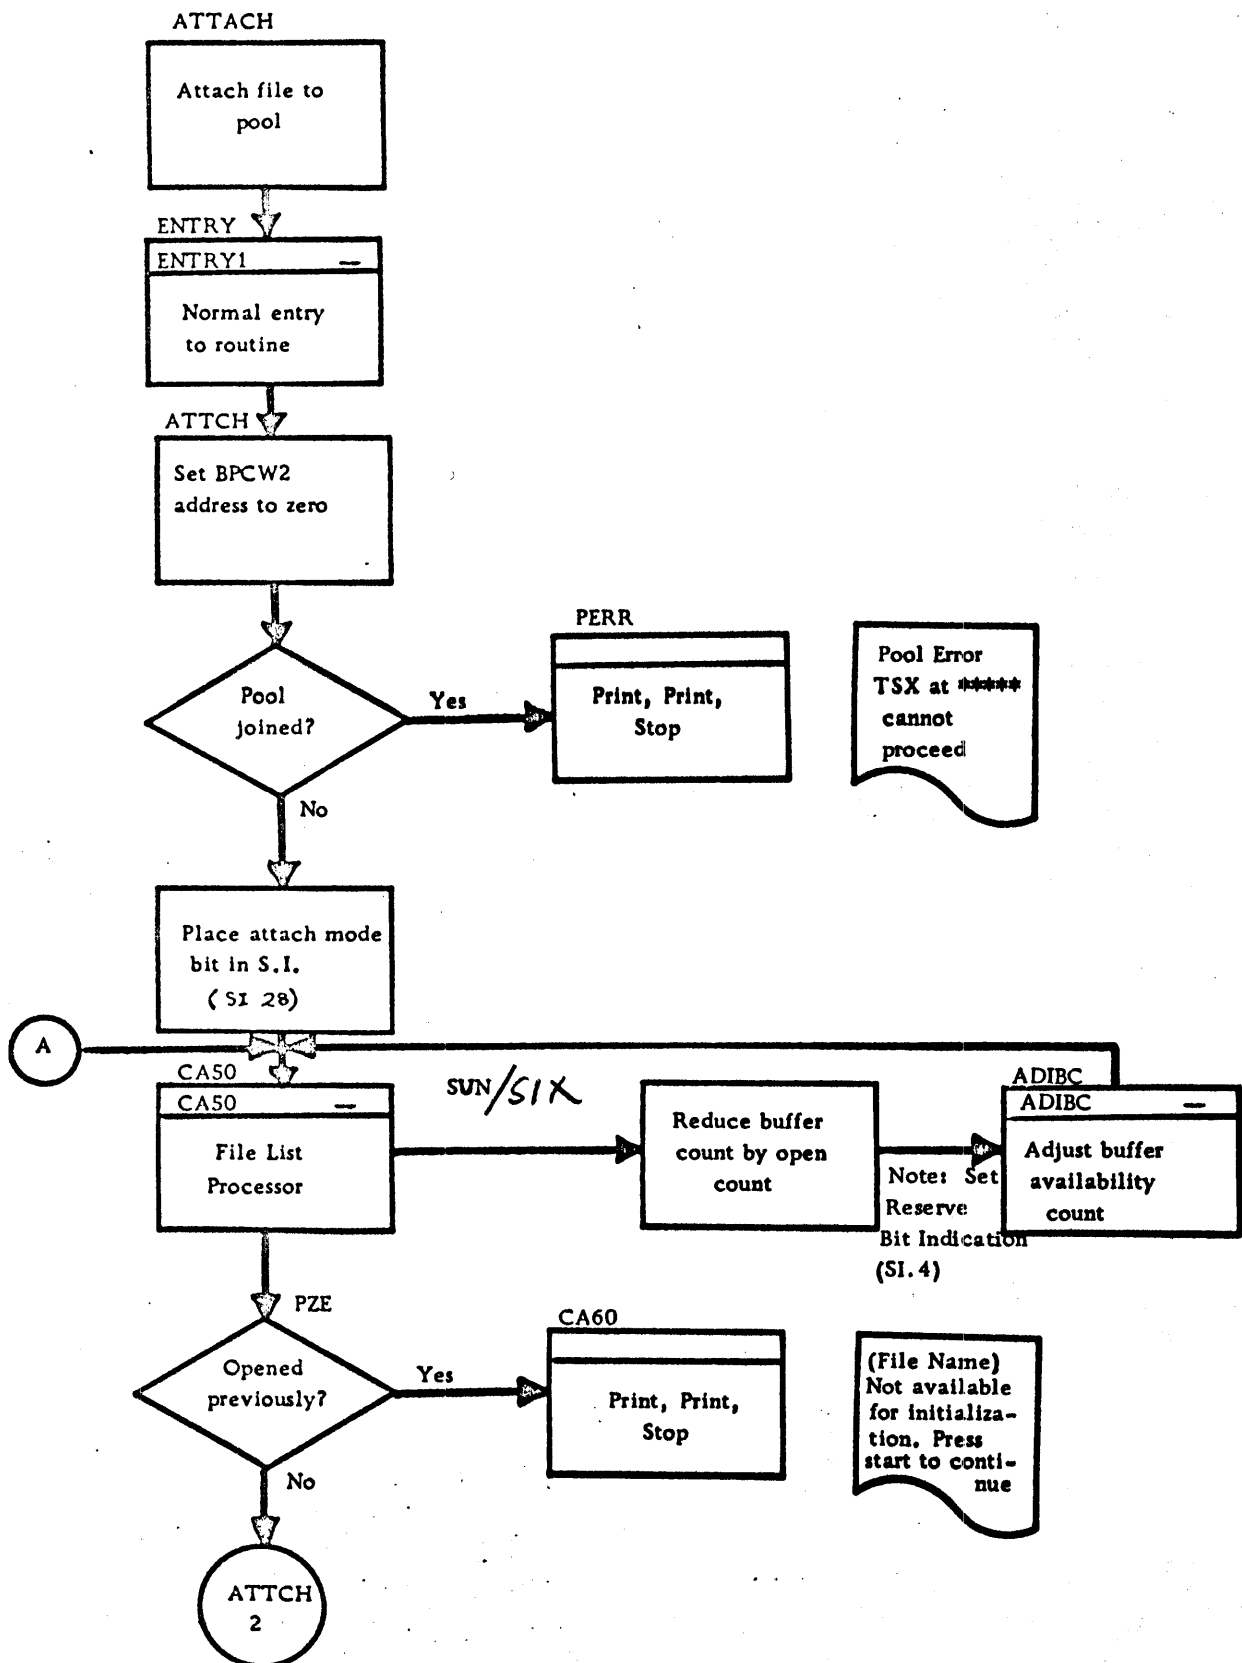 ATTACH
Attach file to
pool
ENTRY
ENTRY1 —
Normal entry
to routine
ATTCH
Set BPCW2
address to zero
Pool
joined?
Yes
No
PERR
Print, Print,
Stop
Pool Error
TSX at *****
cannot
proceed
Place attach mode
bit in S.I.
(SI 28)
A
CA50
CA50 —
File List
Processor
SUN/SIX
Reduce buffer
count by open
count
Note: Set
Reserve
Bit Indication
(SI.4)
ADIBC
ADIBC —
Adjust buffer
availability
count
PZE
Opened
previously?
Yes
No
CA60
Print, Print,
Stop
(File Name)
Not available
for initializa-
tion. Press
start to conti-
nue
ATTCH
2